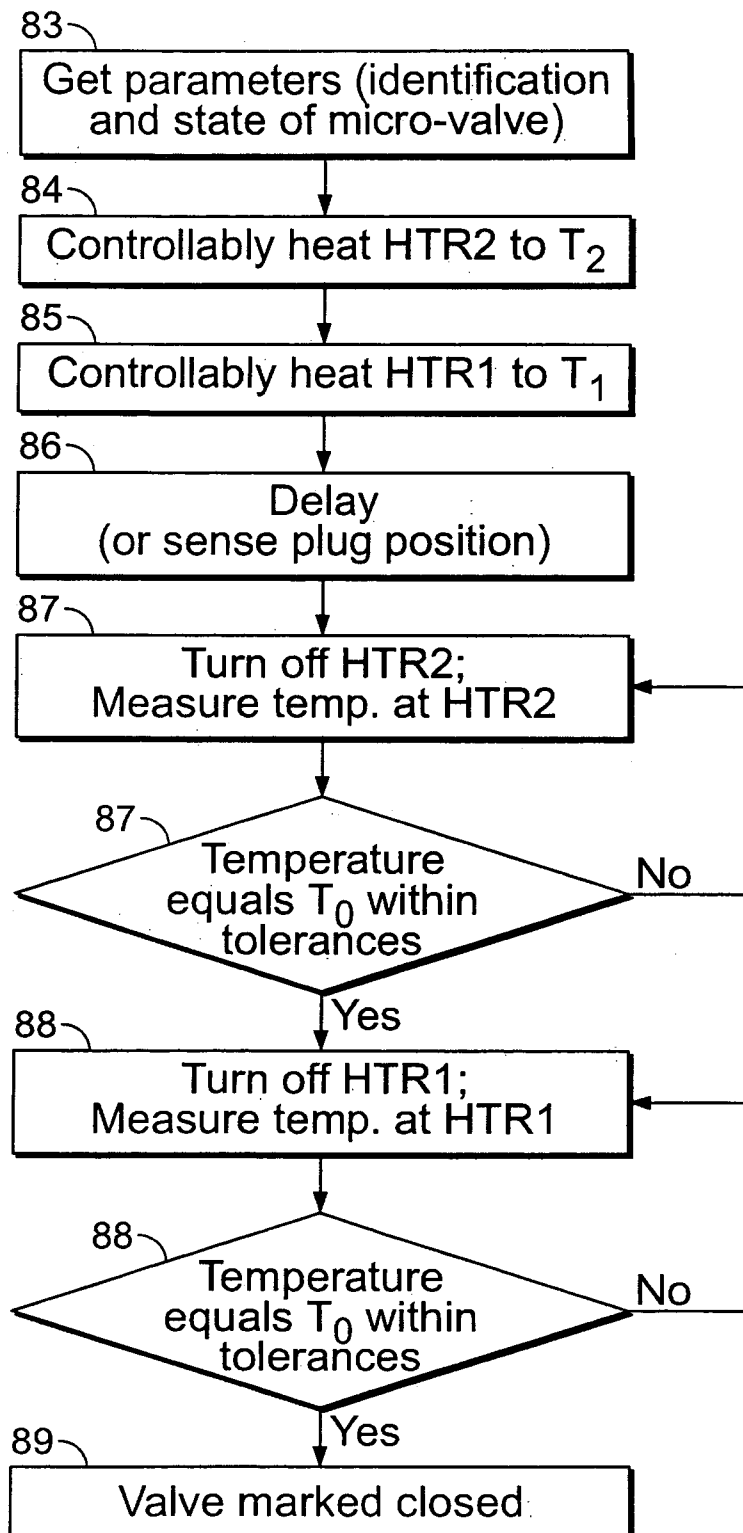 83
Get parameters (identification
and state of micro-valve)
84
Controllably heat HTR2 to T2
85
Controllably heat HTR1 to T1
86
Delay
(or sense plug position)
87
Turn off HTR2;
Measure temp. at HTR2
87
Temperature
equals T0 within
tolerances
No
Yes
88
Turn off HTR1;
Measure temp. at HTR1
88
Temperature
equals T0 within
tolerances
No
Yes
89
Valve marked closed